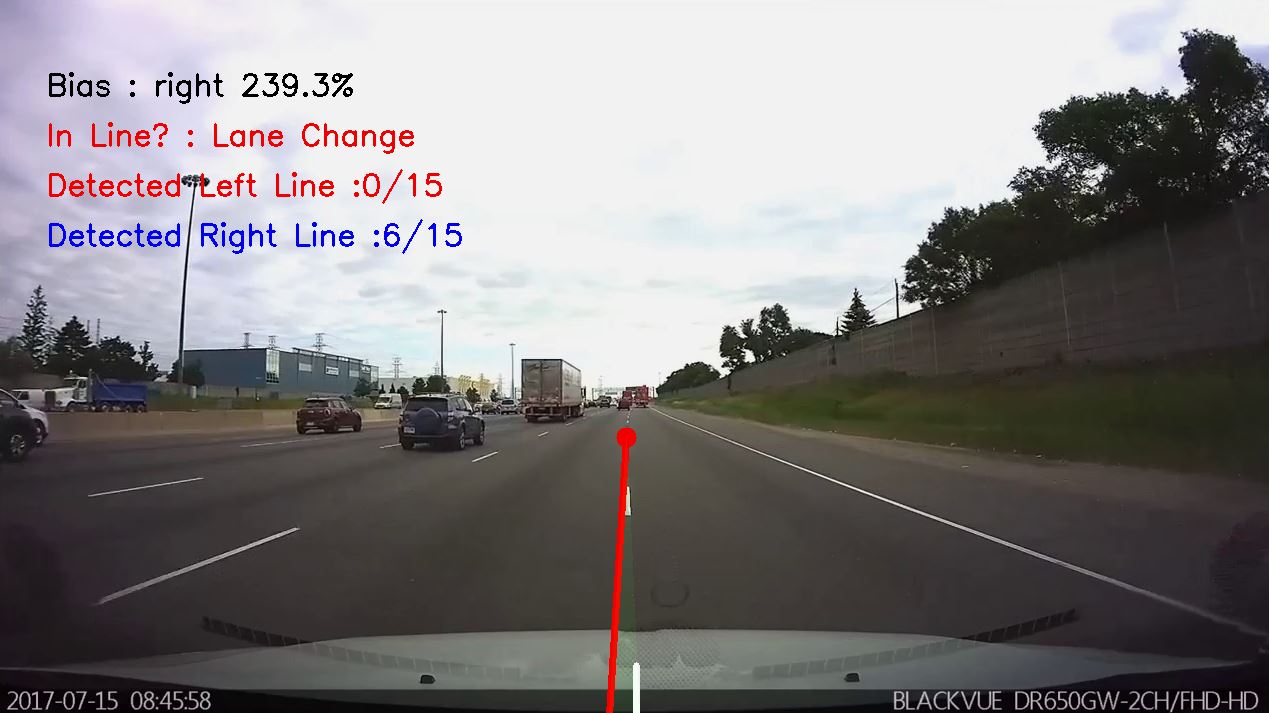 Bias : right 239.3%
In Line? : Lane Change
Detected Left Line :0/15
Detected Right Line :6/15
2017-07-15 08:45:58
BLACKVUE DR650GW-2CH/FHD-HD